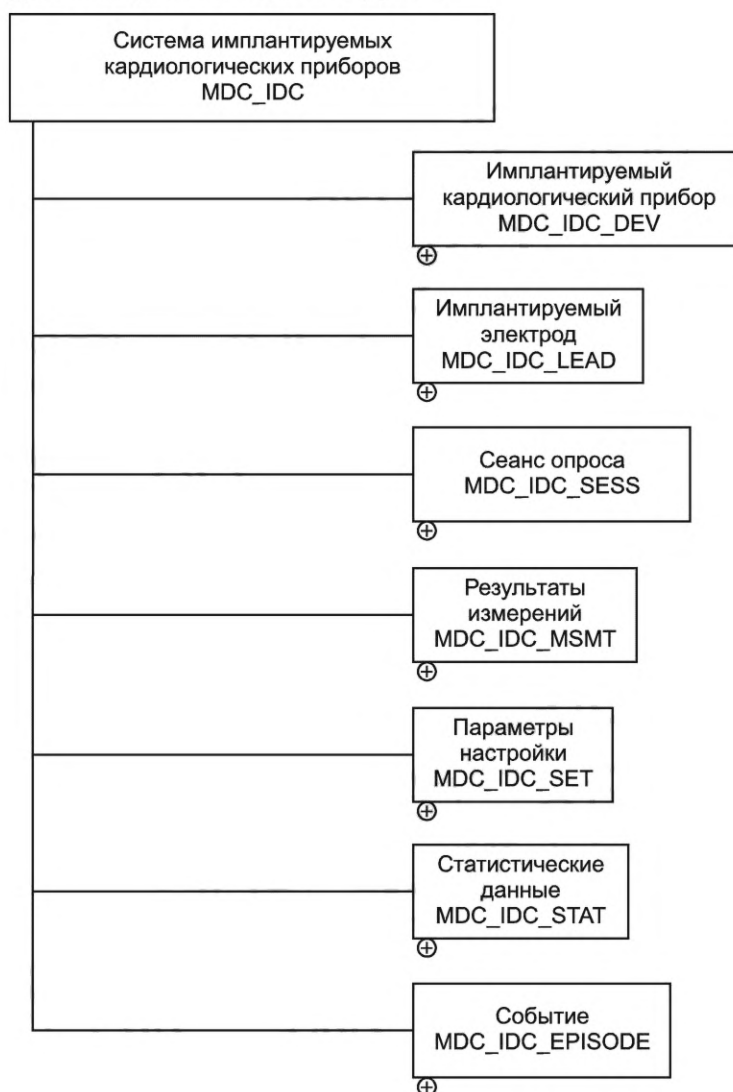 Система имплантируемых
кардиологических приборов
MDC_IDC
Имплантируемый
кардиологический прибор
MDC_IDC_DEV
Имплантируемый
электрод
MDC_IDC_LEAD
Сеанс опроса
MDC_IDC_SESS
Результаты
измерений
MDC_IDC_MSMT
Параметры
настройки
MDC_IDC_SET
Статистические
данные
MDC_IDC_STAT
Событие
MDC_IDC_EPISODE